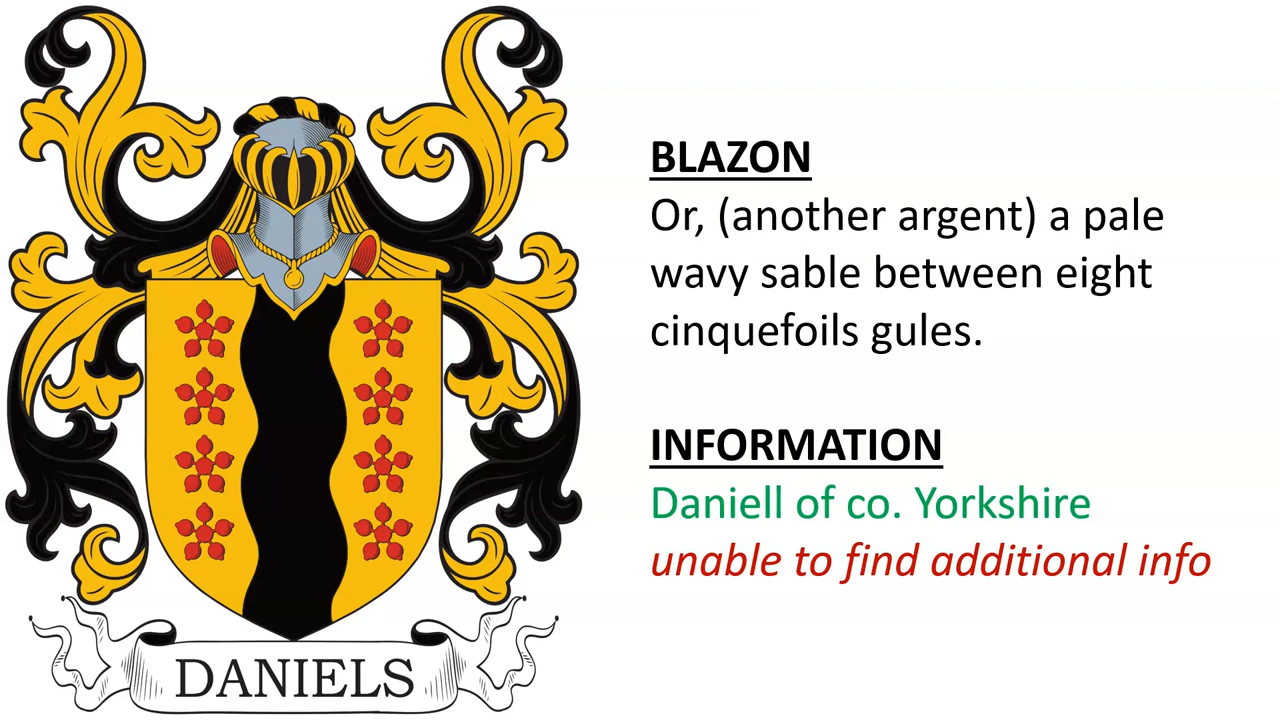 BLAZON
Or, (another argent) a pale
wavy sable between eight
cinquefoils gules.
INFORMATION
Daniell of co. Yorkshire
unable to find additional info
DANIELS